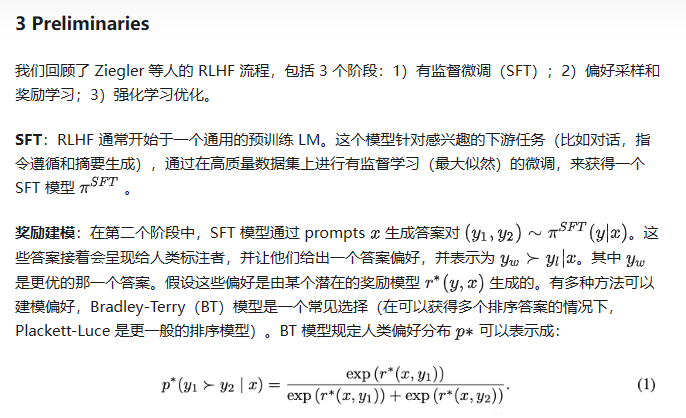 3 Preliminaries
我们回顾了 Ziegler 等人的 RLHF 流程，包括 3 个阶段：1）有监督微调（SFT）；2）偏好采样和
奖励学习；3）强化学习优化。
SFT：RLHF 通常开始于一个通用的预训练 LM。这个模型针对感兴趣的下游任务（比如对话，指
令遵循和摘要生成），通过在高质量数据集上进行有监督学习（最大似然）的微调，来获得一个
SFT 模型 π^{SFT} 。
奖励建模：在第二个阶段中，SFT 模型通过 prompts x 生成答案对 (y_1, y_2) ∼ π^{SFT}(y|x)。这
些答案接着会呈现给人类标注者，并让他们给出一个答案偏好，并表示为 y_w ≻ y_l|x。其中 y_w
是更优的那一个答案。假设这些偏好是由某个潜在的奖励模型 r^*(y, x) 生成的。有多种方法可以
建模偏好，Bradley-Terry（BT）模型是一个常见选择（在可以获得多个排序答案的情况下，
Plackett-Luce 是更一般的排序模型）。BT 模型规定人类偏好分布 p∗ 可以表示成：
p^*(y_1 ≻ y_2 | x) = \frac{exp (r^*(x, y_1))}{exp (r^*(x, y_1)) + exp (r^*(x, y_2))}. (1)